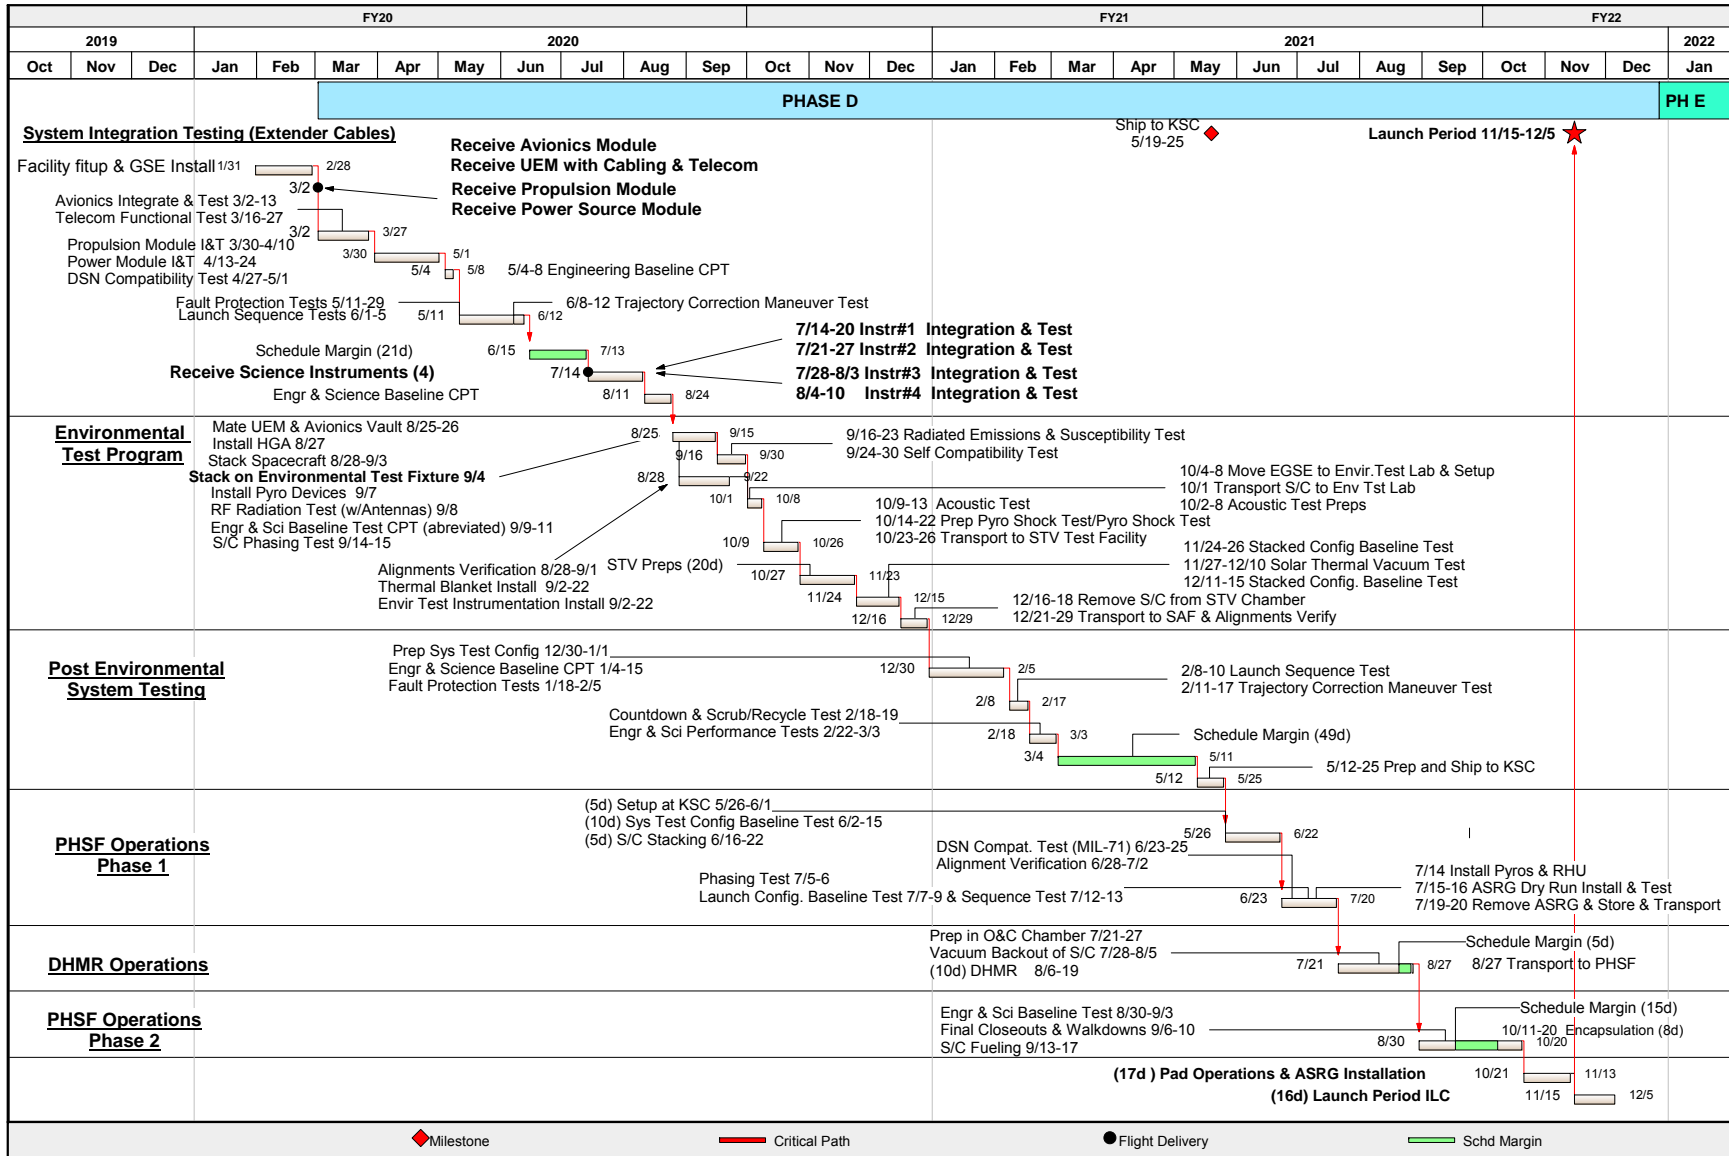 FY20 FY21 FY22
2019 2020 2021 2022
Oct Nov Dec Jan Feb Mar Apr May Jun Jul Aug Sep Oct Nov Dec Jan Feb Mar Apr May Jun Jul Aug Sep Oct Nov Dec Jan
PHASE D PH E
System Integration Testing (Extender Cables)
Ship to KSC
5/19-25
Launch Period 11/15-12/5
Receive Avionics Module
Receive UEM with Cabling & Telecom
Receive Propulsion Module
Receive Power Source Module
Facility fitup & GSE Install 1/31 2/28
3/2
Avionics Integrate & Test 3/2-13
Telecom Functional Test 3/16-27
3/2 3/27
Propulsion Module I&T 3/30-4/10
Power Module I&T 4/13-24
DSN Compatibility Test 4/27-5/1
3/30 5/1
5/4 5/8 5/4-8 Engineering Baseline CPT
Fault Protection Tests 5/11-29
Launch Sequence Tests 6/1-5
5/11 6/12
6/8-12 Trajectory Correction Maneuver Test
Schedule Margin (21d) 6/15 7/13
Receive Science Instruments (4) 7/14
7/14-20 Instr#1 Integration & Test
7/21-27 Instr#2 Integration & Test
7/28-8/3 Instr#3 Integration & Test
8/4-10 Instr#4 Integration & Test
Engr & Science Baseline CPT 8/11 8/24
Environmental
Test Program
Mate UEM & Avionics Vault 8/25-26
Install HGA 8/27
Stack Spacecraft 8/28-9/3
Stack on Environmental Test Fixture 9/4
Install Pyro Devices 9/7
RF Radiation Test (w/Antennas) 9/8
Engr & Sci Baseline Test CPT (abreviated) 9/9-11
S/C Phasing Test 9/14-15
8/25 9/15
9/16 9/30
9/16-23 Radiated Emissions & Susceptibility Test
9/24-30 Self Compatibility Test
8/28 9/22
10/1 10/8
10/4-8 Move EGSE to Envir.Test Lab & Setup
10/1 Transport S/C to Env Tst Lab
10/2-8 Acoustic Test Preps
10/9-13 Acoustic Test
10/14-22 Prep Pyro Shock Test/Pyro Shock Test
10/23-26 Transport to STV Test Facility
10/9 10/26
Alignments Verification 8/28-9/1
Thermal Blanket Install 9/2-22
Envir Test Instrumentation Install 9/2-22
STV Preps (20d)
10/27 11/23
11/24-26 Stacked Config Baseline Test
11/27-12/10 Solar Thermal Vacuum Test
12/11-15 Stacked Config. Baseline Test
11/24 12/15
12/16-18 Remove S/C from STV Chamber
12/21-29 Transport to SAF & Alignments Verify
12/16 12/29
Post Environmental
System Testing
Prep Sys Test Config 12/30-1/1
Engr & Science Baseline CPT 1/4-15
Fault Protection Tests 1/18-2/5
12/30 2/5
2/8-10 Launch Sequence Test
2/11-17 Trajectory Correction Maneuver Test
2/8 2/17
Countdown & Scrub/Recycle Test 2/18-19
Engr & Sci Performance Tests 2/22-3/3
2/18 3/3
Schedule Margin (49d)
3/4 5/11
5/12-25 Prep and Ship to KSC
5/12 5/25
PHSF Operations
Phase 1
(5d) Setup at KSC 5/26-6/1
(10d) Sys Test Config Baseline Test 6/2-15
(5d) S/C Stacking 6/16-22
5/26 6/22
DSN Compat. Test (MIL-71) 6/23-25
Alignment Verification 6/28-7/2
Phasing Test 7/5-6
Launch Config. Baseline Test 7/7-9 & Sequence Test 7/12-13
6/23 7/20
7/14 Install Pyros & RHU
7/15-16 ASRG Dry Run Install & Test
7/19-20 Remove ASRG & Store & Transport
DHMR Operations
Prep in O&C Chamber 7/21-27
Vacuum Backout of S/C 7/28-8/5
(10d) DHMR 8/6-19
7/21 8/27
Schedule Margin (5d)
8/27 Transport to PHSF
PHSF Operations
Phase 2
Engr & Sci Baseline Test 8/30-9/3
Final Closeouts & Walkdowns 9/6-10
S/C Fueling 9/13-17
8/30 10/20
Schedule Margin (15d)
10/11-20 Encapsulation (8d)
(17d ) Pad Operations & ASRG Installation 10/21 11/13
(16d) Launch Period ILC 11/15 12/5
Milestone Critical Path Flight Delivery Schd Margin